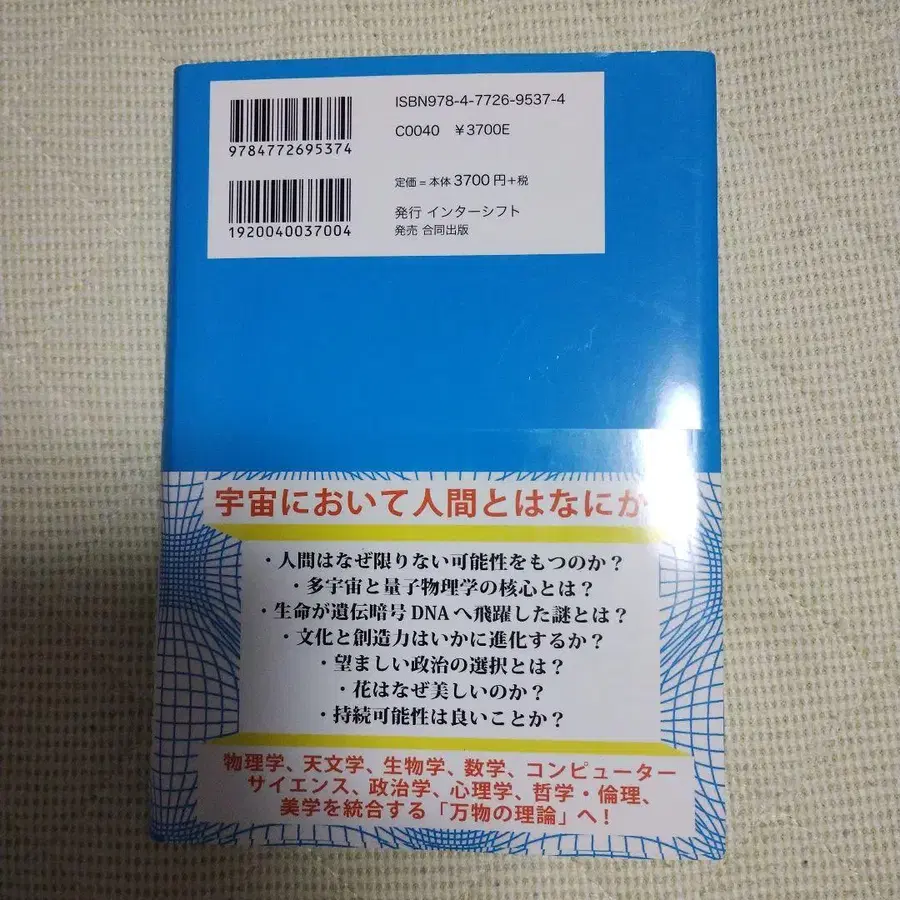 ISBN978-4-7726-9537-4
C0040 ¥3700E
9784772695374
定価＝本体3700円+税
1920040037004
発行 インターシフト
発売 合同出版
宇宙において人間とはなにか
・人間はなぜ限りない可能性をもつのか？
・多宇宙と量子物理学の核心とは？
・生命が遺伝暗号DNAへ飛躍した謎とは？
・文化と創造力はいかに進化するか？
・望ましい政治の選択とは？
・花はなぜ美しいのか？
・持続可能性は良いことか？
物理学、天文学、生物学、数学、コンピューター
サイエンス、政治学、心理学、哲学・倫理、
美学を統合する「万物の理論」へ！